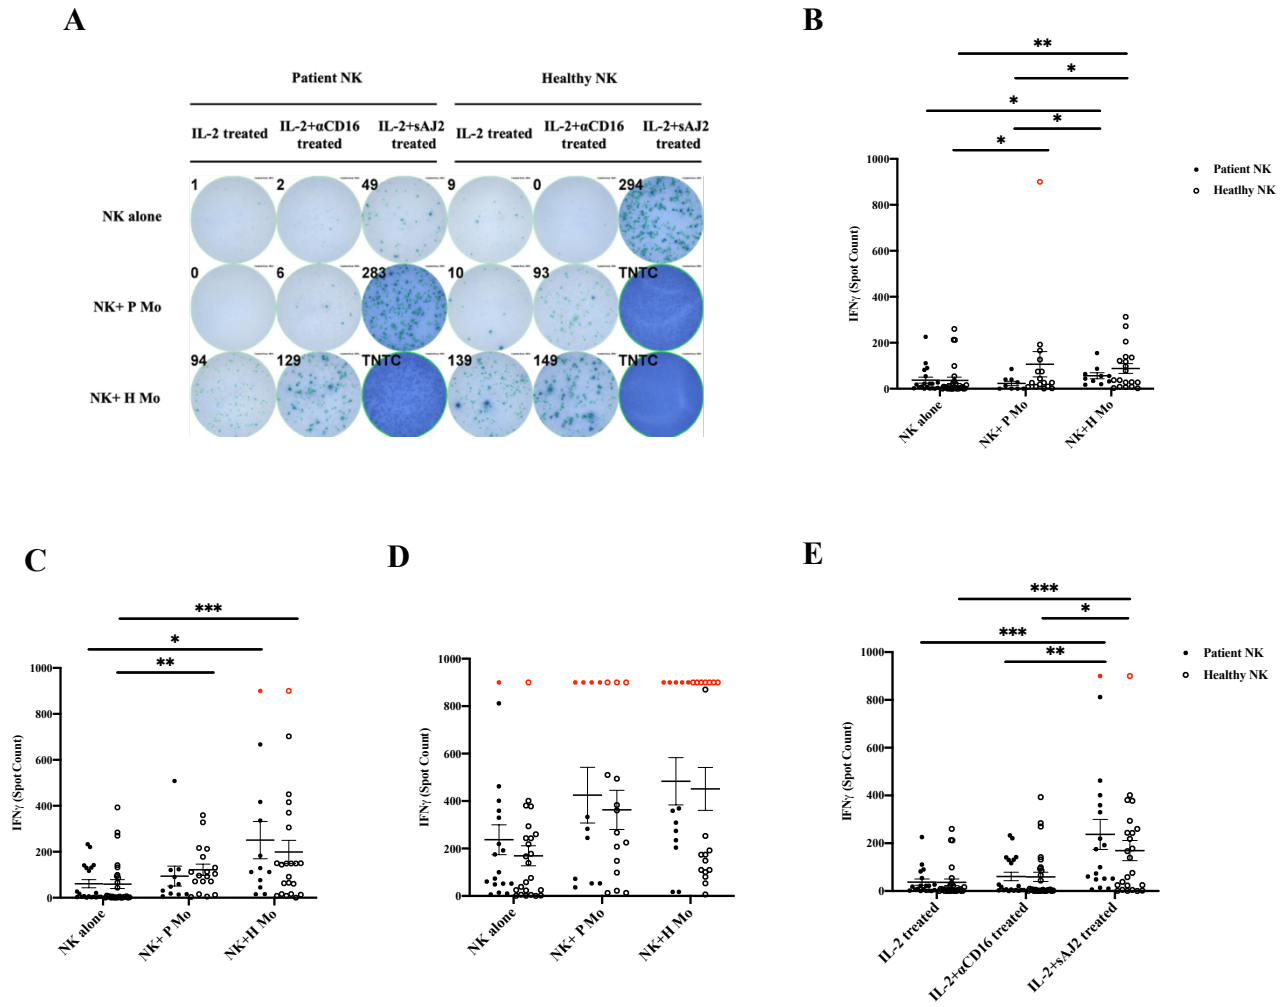 A
Patient NK
Healthy NK
IL-2 treated
IL-2+αCD16
treated
IL-2+sAJ2
treated
IL-2 treated
IL-2+αCD16
treated
IL-2+sAJ2
treated
NK alone
1
2
49
9
0
294
NK+ P Mo
0
6
283
10
93
TNTC
NK+ H Mo
94
129
TNTC
139
149
TNTC
B
**
*
*
*
*
1000
800
600
400
200
0
IFNγ (Spot Count)
NK alone
NK+ P Mo
NK+H Mo
Patient NK
Heatlhy NK
C
***
*
**
1000
800
600
400
200
0
IFNγ (Spot Count)
NK alone
NK+ P Mo
NK+H Mo
D
1000
800
600
400
200
0
IFNγ (Spot Count)
NK alone
NK+ P Mo
NK+H Mo
E
***
*
***
**
1000
800
600
400
200
0
IFNγ (Spot Count)
IL-2 treated
IL-2+αCD16 treated
IL-2+sAJ2 treated
Patient NK
Healthy NK